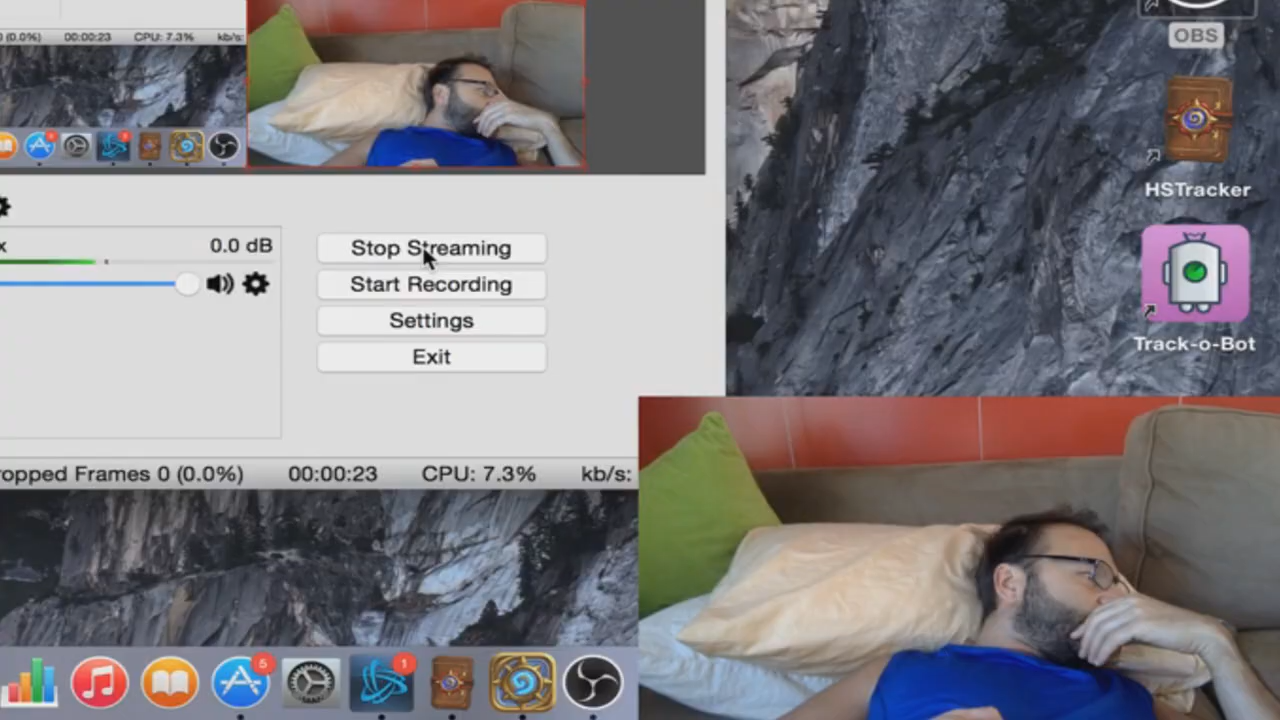 (0.0%) 00:00:23 CPU: 7.3% kb/s:
OBS
HSTracker
0.0 dB
Stop Streaming
Start Recording
Settings
Exit
Track-o-Bot
opped Frames 0 (0.0%) 00:00:23 CPU: 7.3% kb/s:
5
1